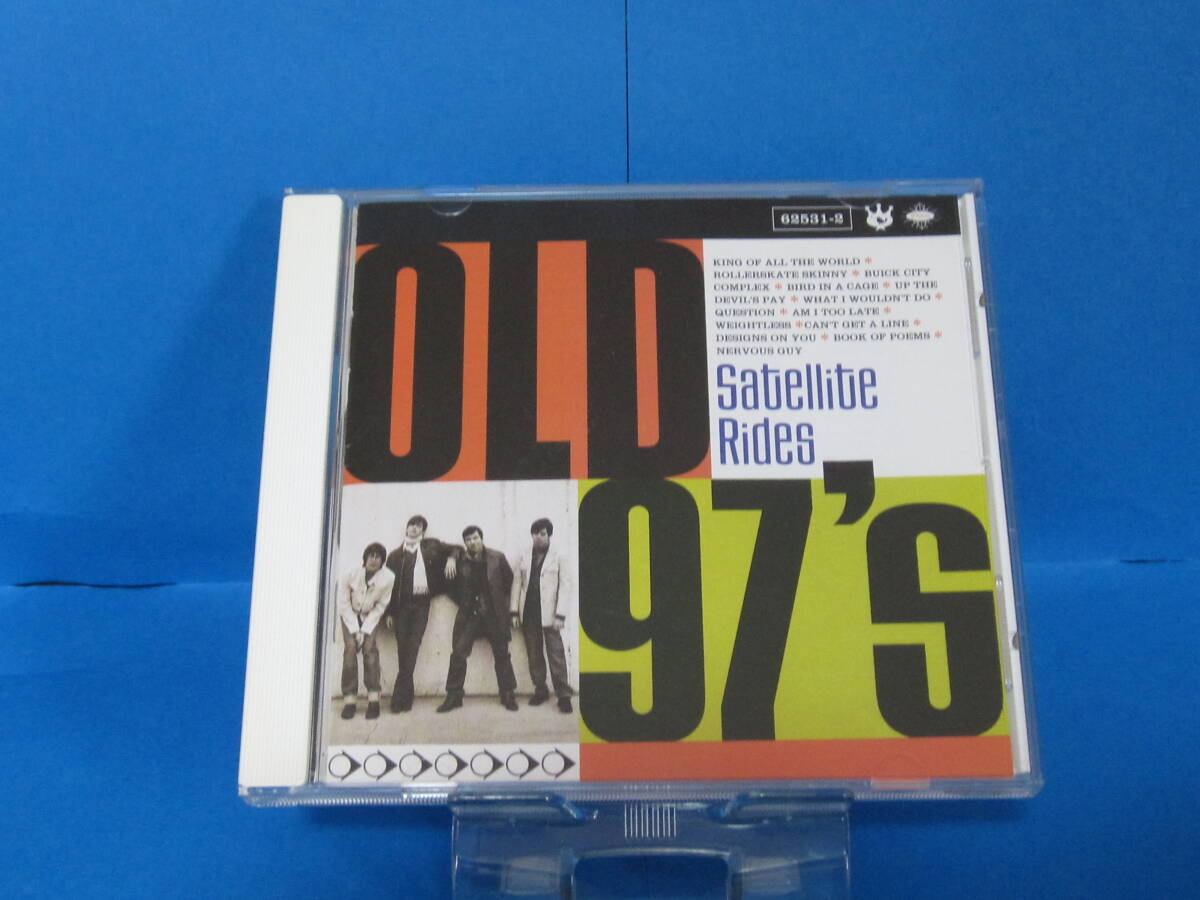 62531-2
KING OF ALL THE WORLD *
ROLLERSKATE SKINNY * BUICK CITY
COMPLEX * BIRD IN A CAGE * UP THE
DEVIL'S PAY * WHAT I WOULDN'T DO *
QUESTION * AM I TOO LATE *
WEIGHTLESS *CAN'T GET A LINE *
DESIGNS ON YOU * BOOK OF POEMS *
NERVOUS GUY
OLD
Satellite
Rides
97's